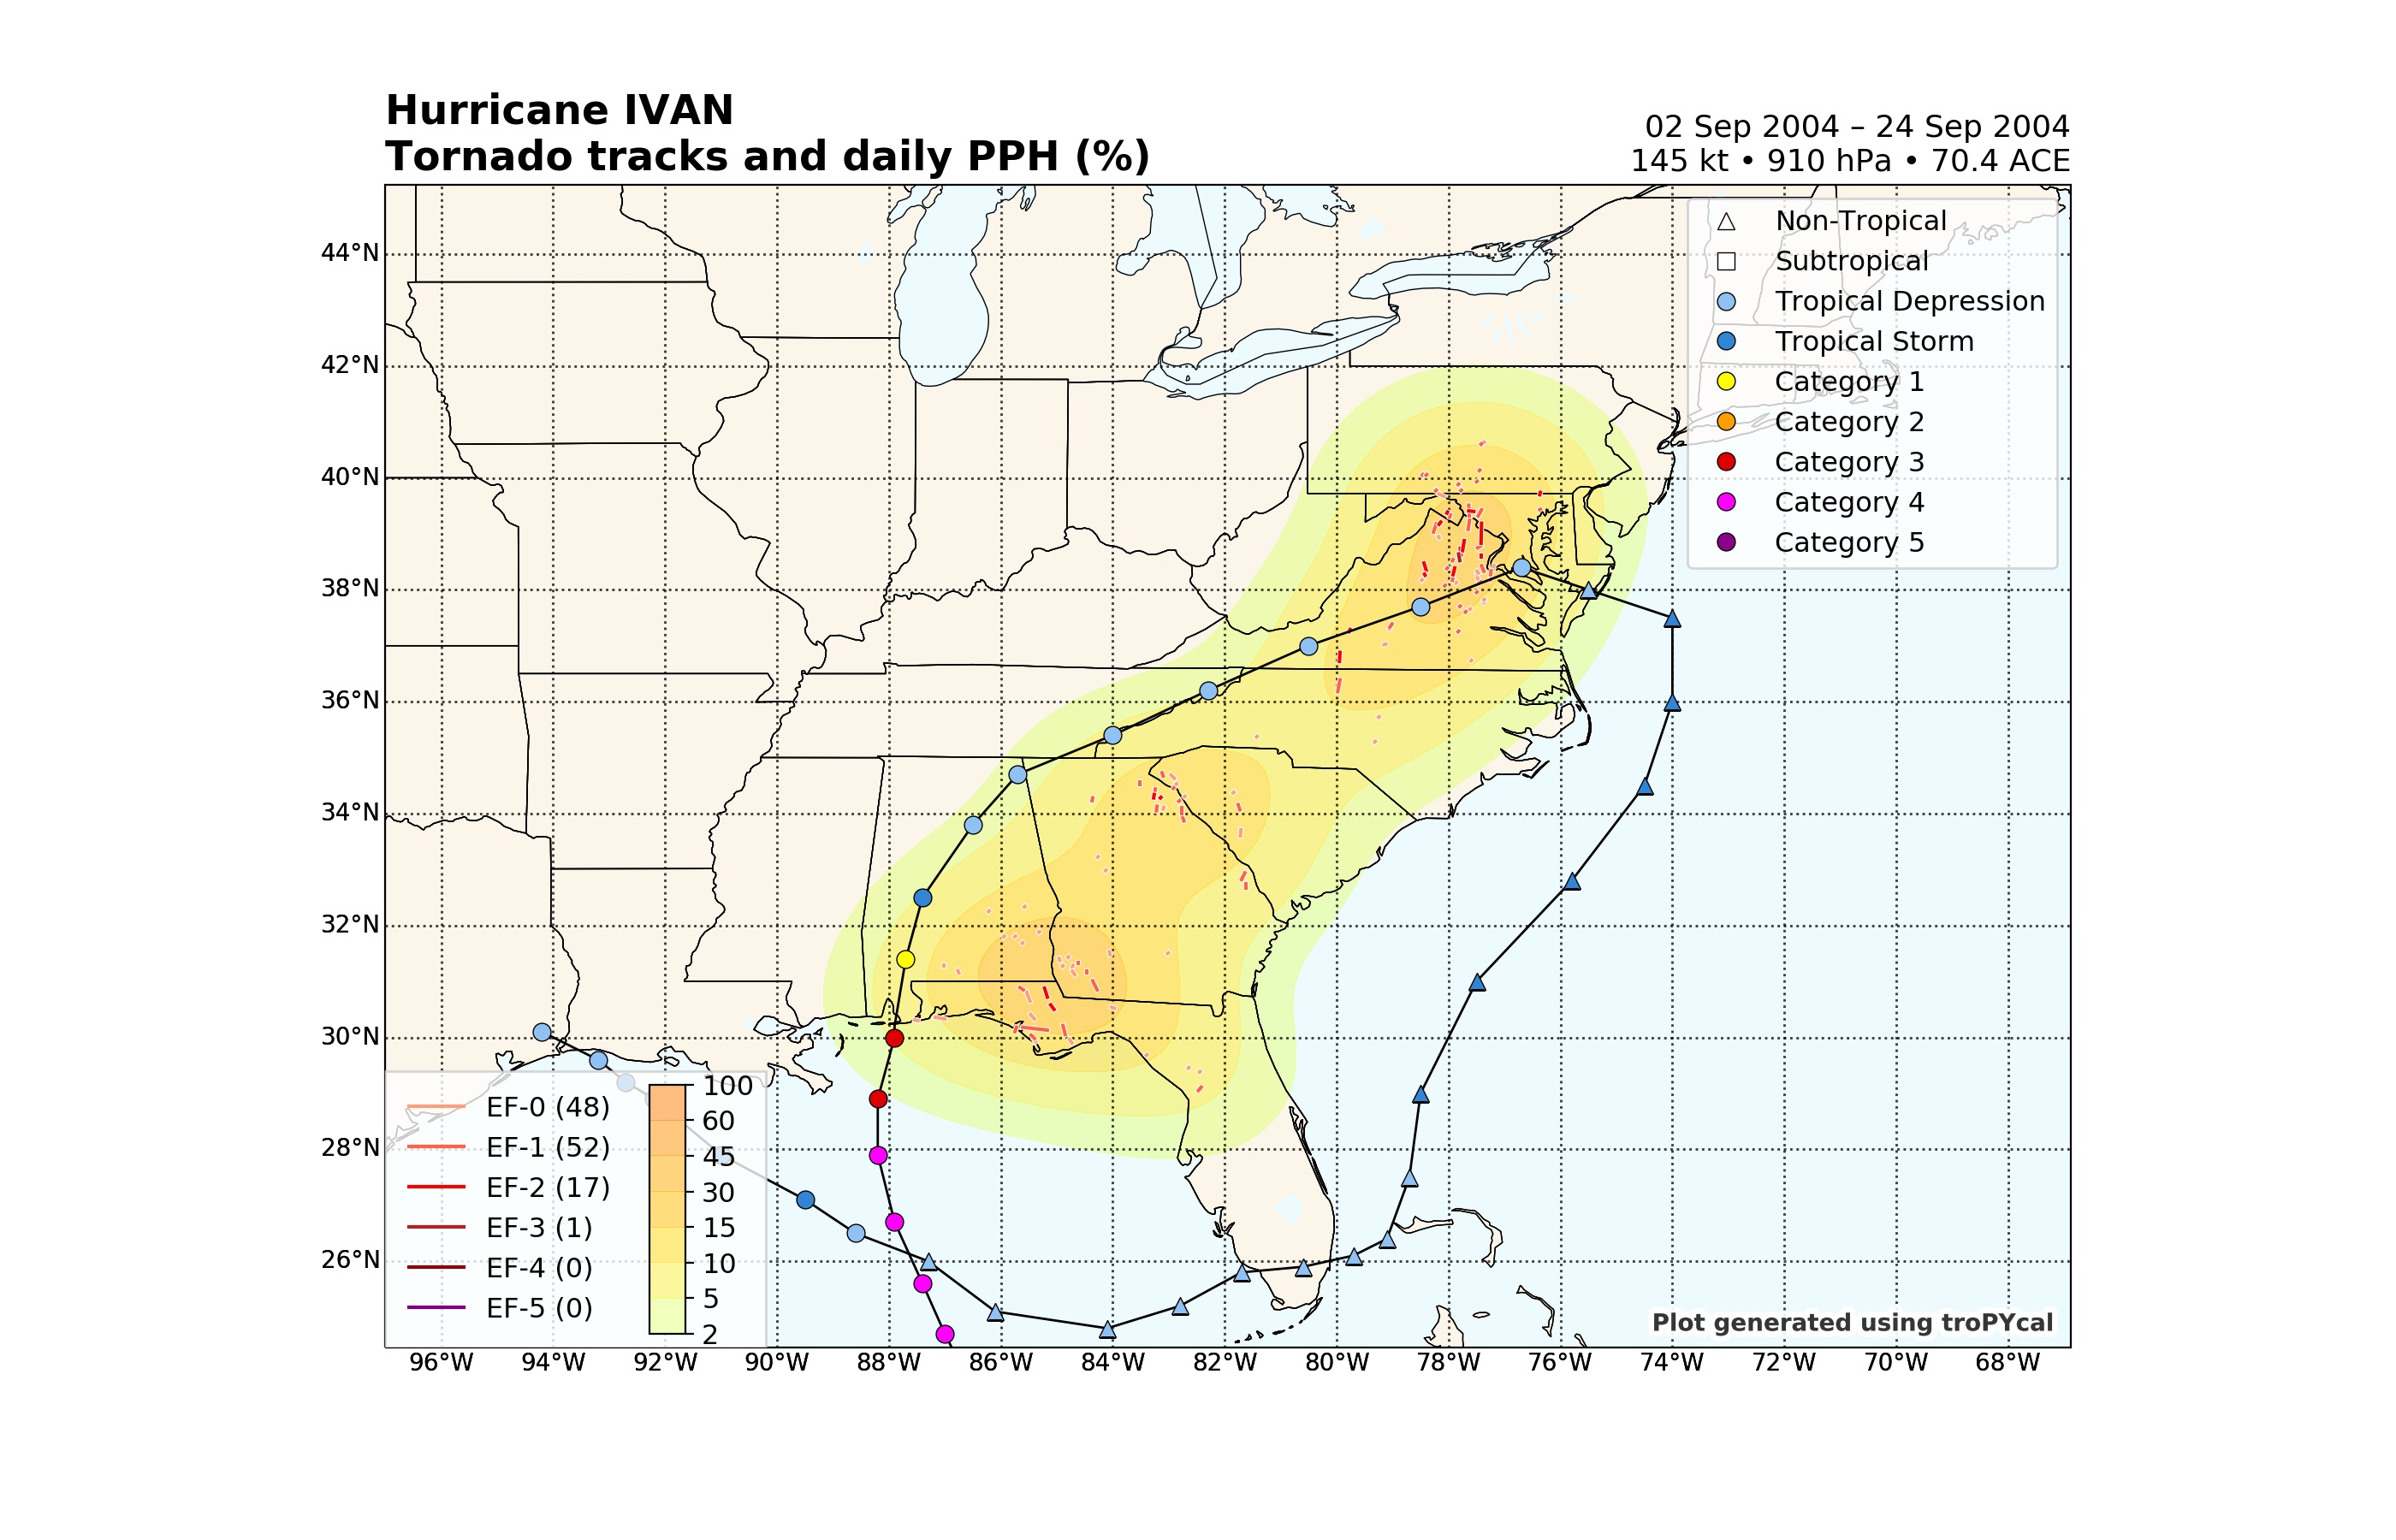 Hurricane IVAN
Tornado tracks and daily PPH (%)
02 Sep 2004 – 24 Sep 2004
145 kt • 910 hPa • 70.4 ACE
Non-Tropical
Subtropical
Tropical Depression
Tropical Storm
Category 1
Category 2
Category 3
Category 4
Category 5
44°N
42°N
40°N
38°N
36°N
34°N
32°N
30°N
28°N
26°N
EF-0 (48)
EF-1 (52)
EF-2 (17)
EF-3 (1)
EF-4 (0)
EF-5 (0)
100
60
45
30
15
10
5
2
Plot generated using troPYcal
96°W 94°W 92°W 90°W 88°W 86°W 84°W 82°W 80°W 78°W 76°W 74°W 72°W 70°W 68°W